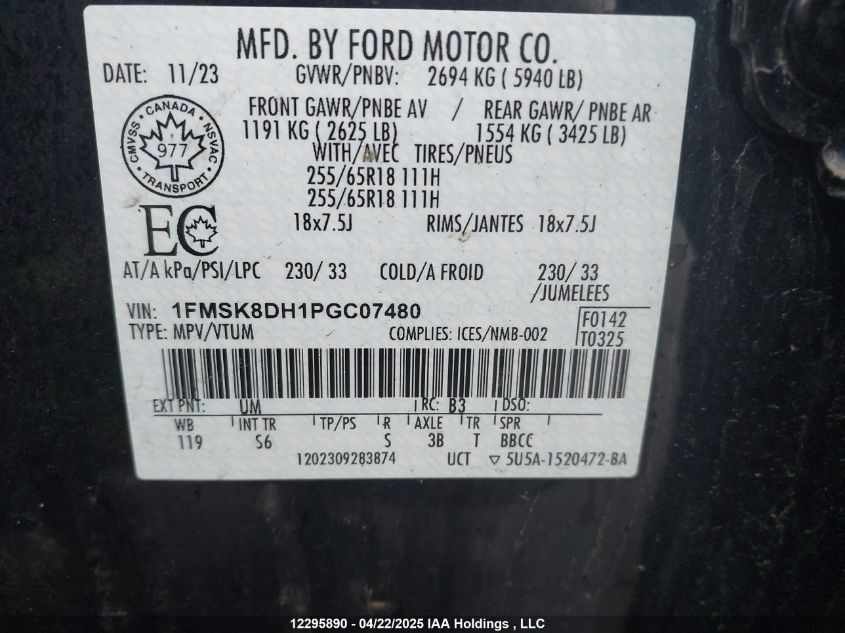 MFD. BY FORD MOTOR CO.
DATE: 11/23 GVWR/PNBV: 2694 KG ( 5940 LB)
FRONT GAWR/PNBE AV / REAR GAWR/ PNBE AR
1191 KG ( 2625 LB) 1554 KG ( 3425 LB)
WITH/AVEC TIRES/PNEUS
255/65R18 111H
255/65R18 111H
18x7.5J RIMS/JANTES 18x7.5J
CANADA
CMVSS
NSVAC
977
TRANSPORT
EC
AT/A kPa/PSI/LPC 230/ 33 COLD/A FROID 230/ 33
/JUMELEES
VIN: 1FMSK8DH1PGC07480
TYPE: MPV/VTUM COMPLIES: ICES/NMB-002
F0142
T0325
EXT PNT: UM RC: B3 DSO:
WB INT TR TP/PS R AXLE TR SPR
119 S6 S 3B T BBCC
1202309283874 UCT ▽ 5U5A-1520472-BA
12295890 - 04/22/2025 IAA Holdings , LLC